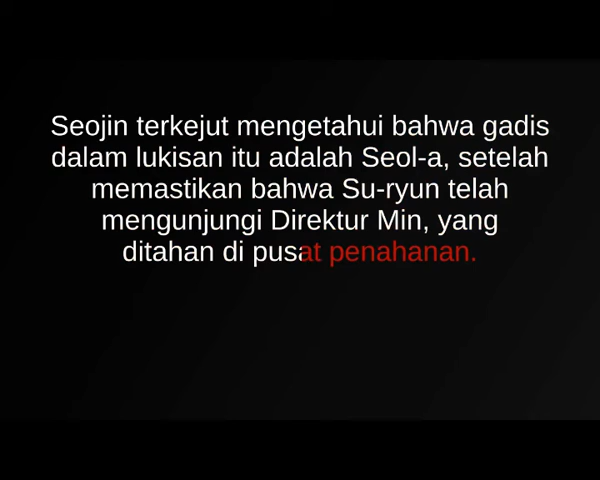 Seojin terkejut mengetahui bahwa gadis
dalam lukisan itu adalah Seol-a, setelah
memastikan bahwa Su-ryun telah
mengunjungi Direktur Min, yang
ditahan di pusat penahanan.